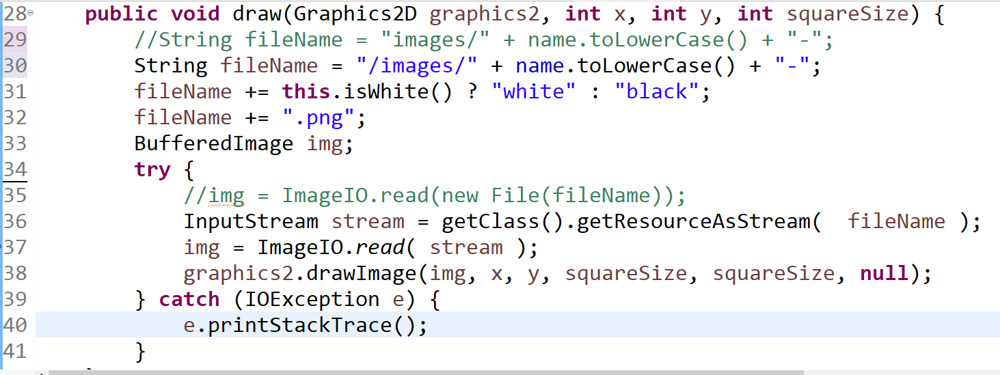 28 public void draw(Graphics2D graphics2, int x, int y, int squareSize) {
29 //String fileName = "images/" + name.toLowerCase() + "-";
30 String fileName = "/images/" + name.toLowerCase() + "-";
31 fileName += this.isWhite() ? "white" : "black";
32 fileName += ".png";
33 BufferedImage img;
34 try {
35 //img = ImageIO.read(new File(fileName));
36 InputStream stream = getClass().getResourceAsStream(  fileName );
37 img = ImageIO.read( stream );
38 graphics2.drawImage(img, x, y, squareSize, squareSize, null);
39 } catch (IOException e) {
40 e.printStackTrace();
41 }